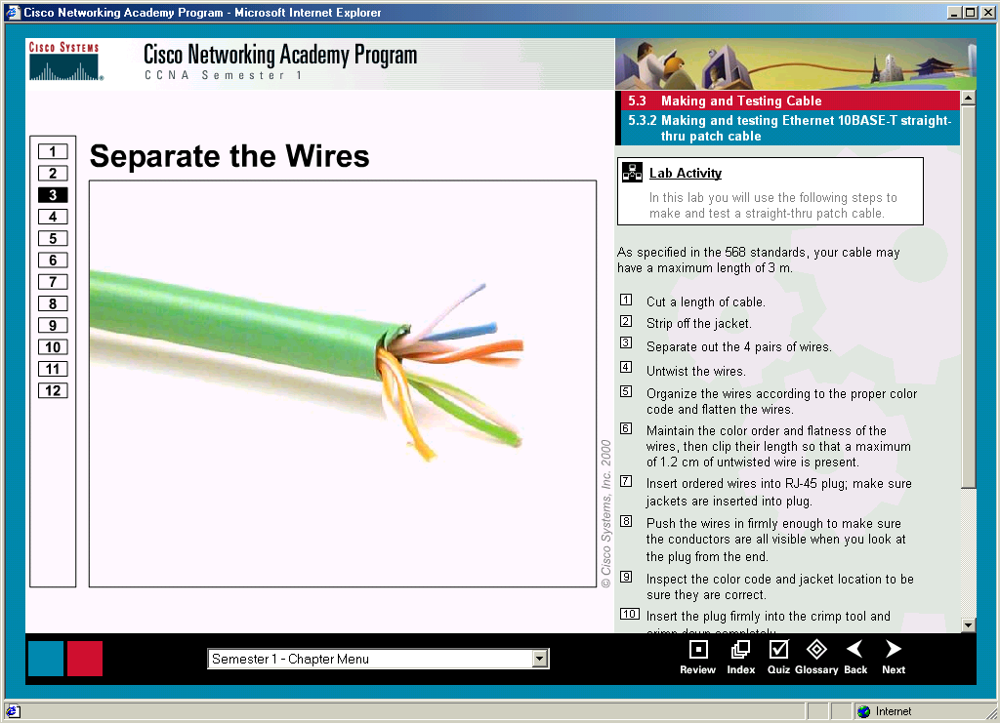 Cisco Networking Academy Program - Microsoft Internet Explorer
CISCO SYSTEMS
Cisco Networking Academy Program
CCNA Semester 1
5.3 Making and Testing Cable
5.3.2 Making and testing Ethernet 10BASE-T straight-
thru patch cable
1
2
3
4
5
6
7
8
9
10
11
12
Separate the Wires
© Cisco Systems, Inc. 2000
Lab Activity
In this lab you will use the following steps to
make and test a straight-thru patch cable.
As specified in the 568 standards, your cable may
have a maximum length of 3 m.
1 Cut a length of cable.
2 Strip off the jacket.
3 Separate out the 4 pairs of wires.
4 Untwist the wires.
5 Organize the wires according to the proper color
code and flatten the wires.
6 Maintain the color order and flatness of the
wires, then clip their length so that a maximum
of 1.2 cm of untwisted wire is present.
7 Insert ordered wires into RJ-45 plug; make sure
jackets are inserted into plug.
8 Push the wires in firmly enough to make sure
the conductors are all visible when you look at
the plug from the end.
9 Inspect the color code and jacket location to be
sure they are correct.
10 Insert the plug firmly into the crimp tool and
crimp down completely.
Semester 1 - Chapter Menu
Review Index Quiz Glossary Back Next
Internet